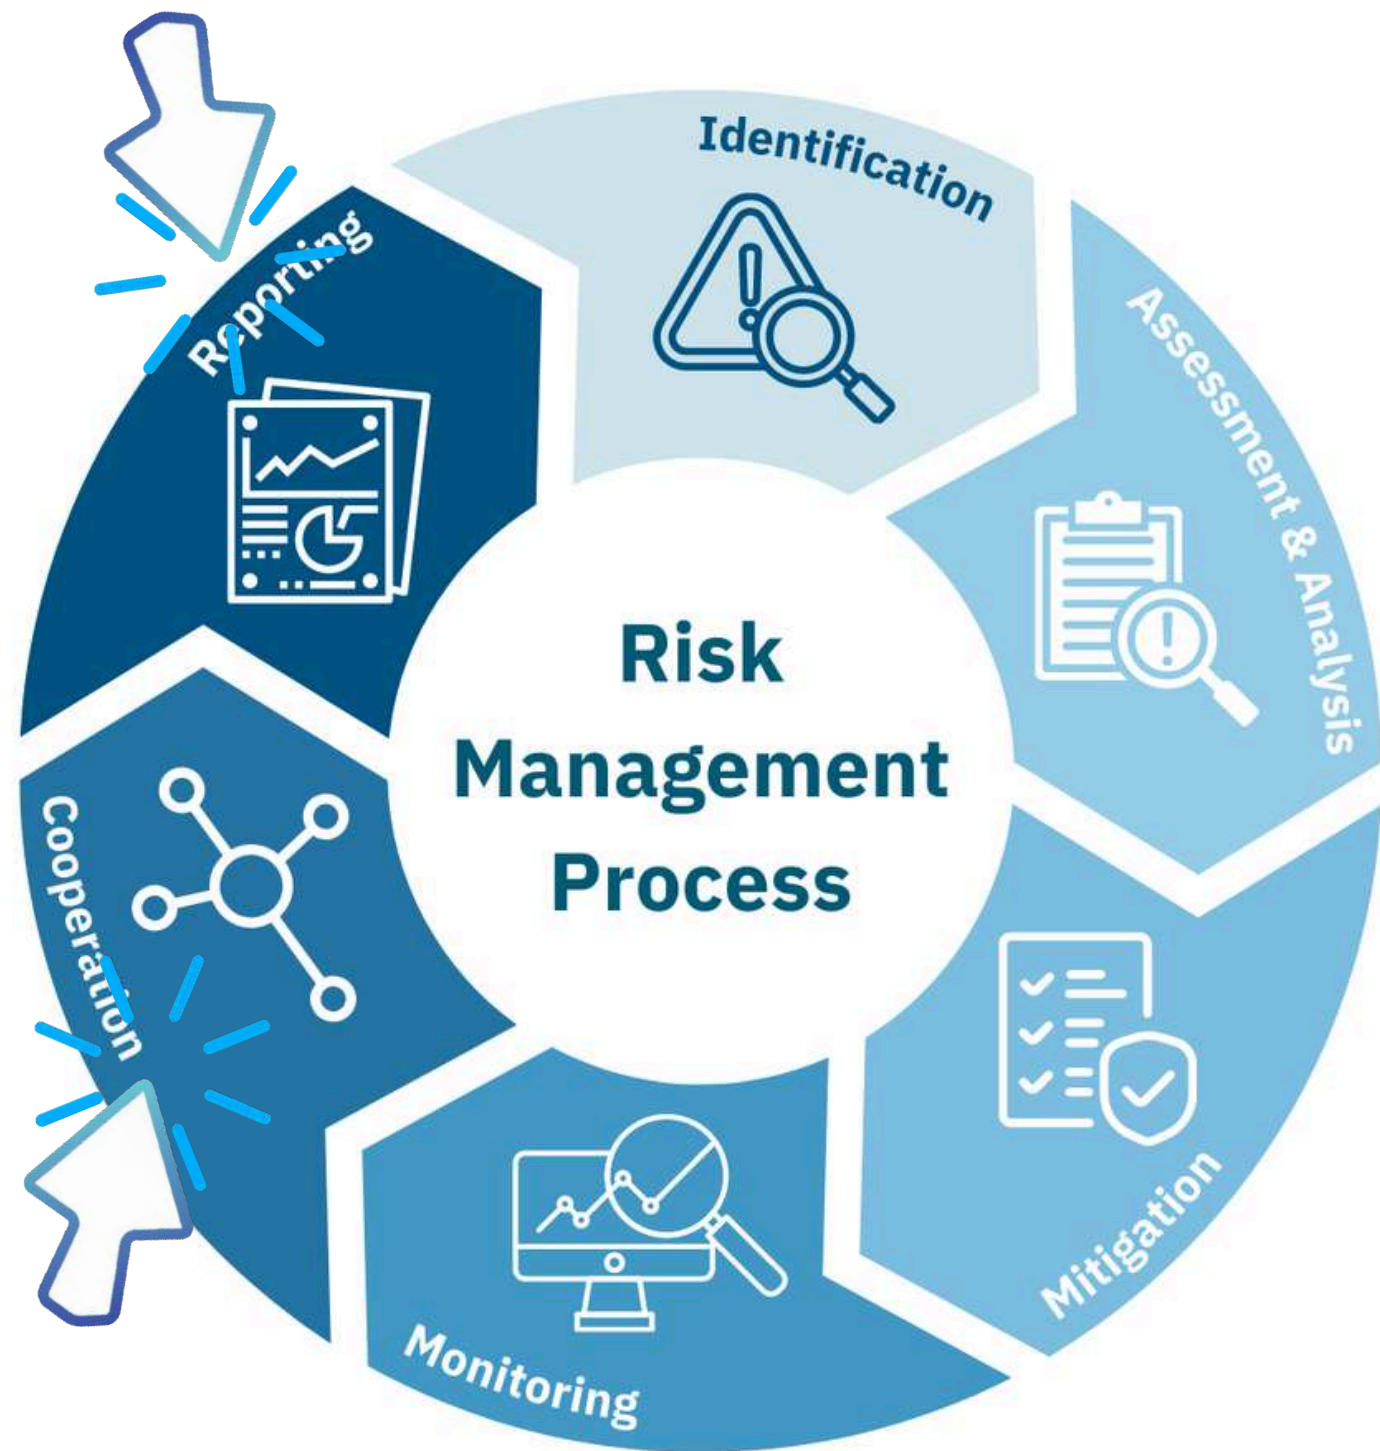 Risk
Management
Process
Identification
Assessment & Analysis
Mitigation
Monitoring
Cooperation
Reporting